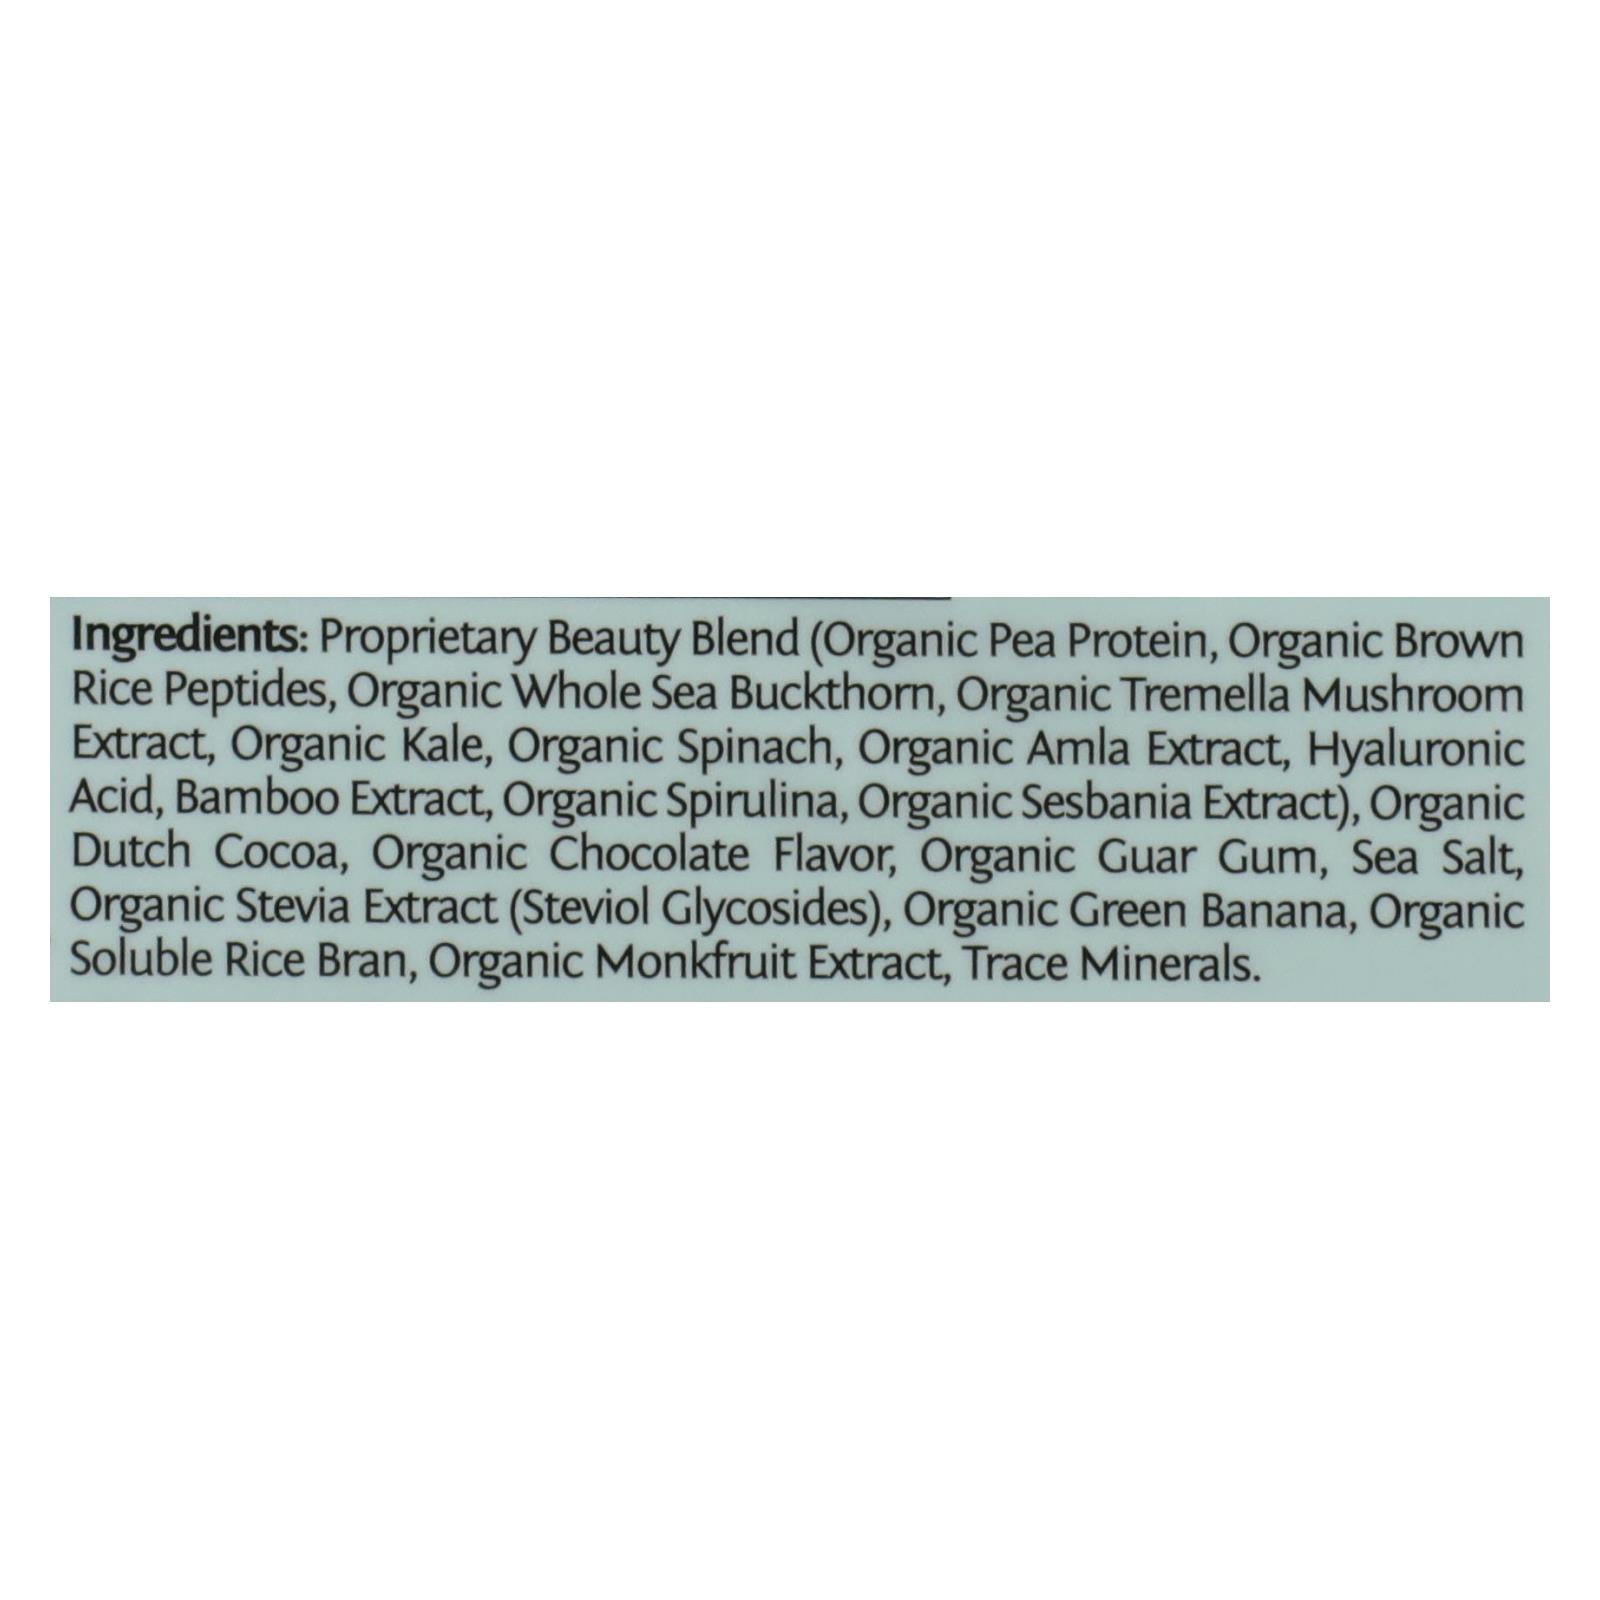 Ingredients: Proprietary Beauty Blend (Organic Pea Protein, Organic Brown
Rice Peptides, Organic Whole Sea Buckthorn, Organic Tremella Mushroom
Extract, Organic Kale, Organic Spinach, Organic Amla Extract, Hyaluronic
Acid, Bamboo Extract, Organic Spirulina, Organic Sesbania Extract), Organic
Dutch Cocoa, Organic Chocolate Flavor, Organic Guar Gum, Sea Salt,
Organic Stevia Extract (Steviol Glycosides), Organic Green Banana, Organic
Soluble Rice Bran, Organic Monkfruit Extract, Trace Minerals.